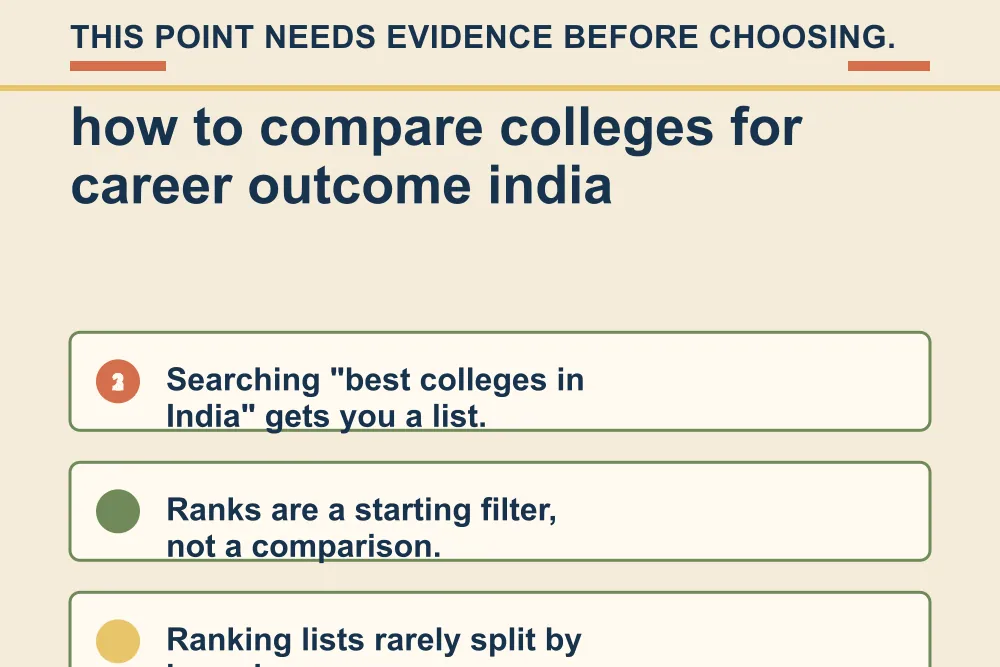 THIS POINT NEEDS EVIDENCE BEFORE CHOOSING.
how to compare colleges for
career outcome india
Searching "best colleges in
India" gets you a list.
Ranks are a starting filter,
not a comparison.
Ranking lists rarely split by